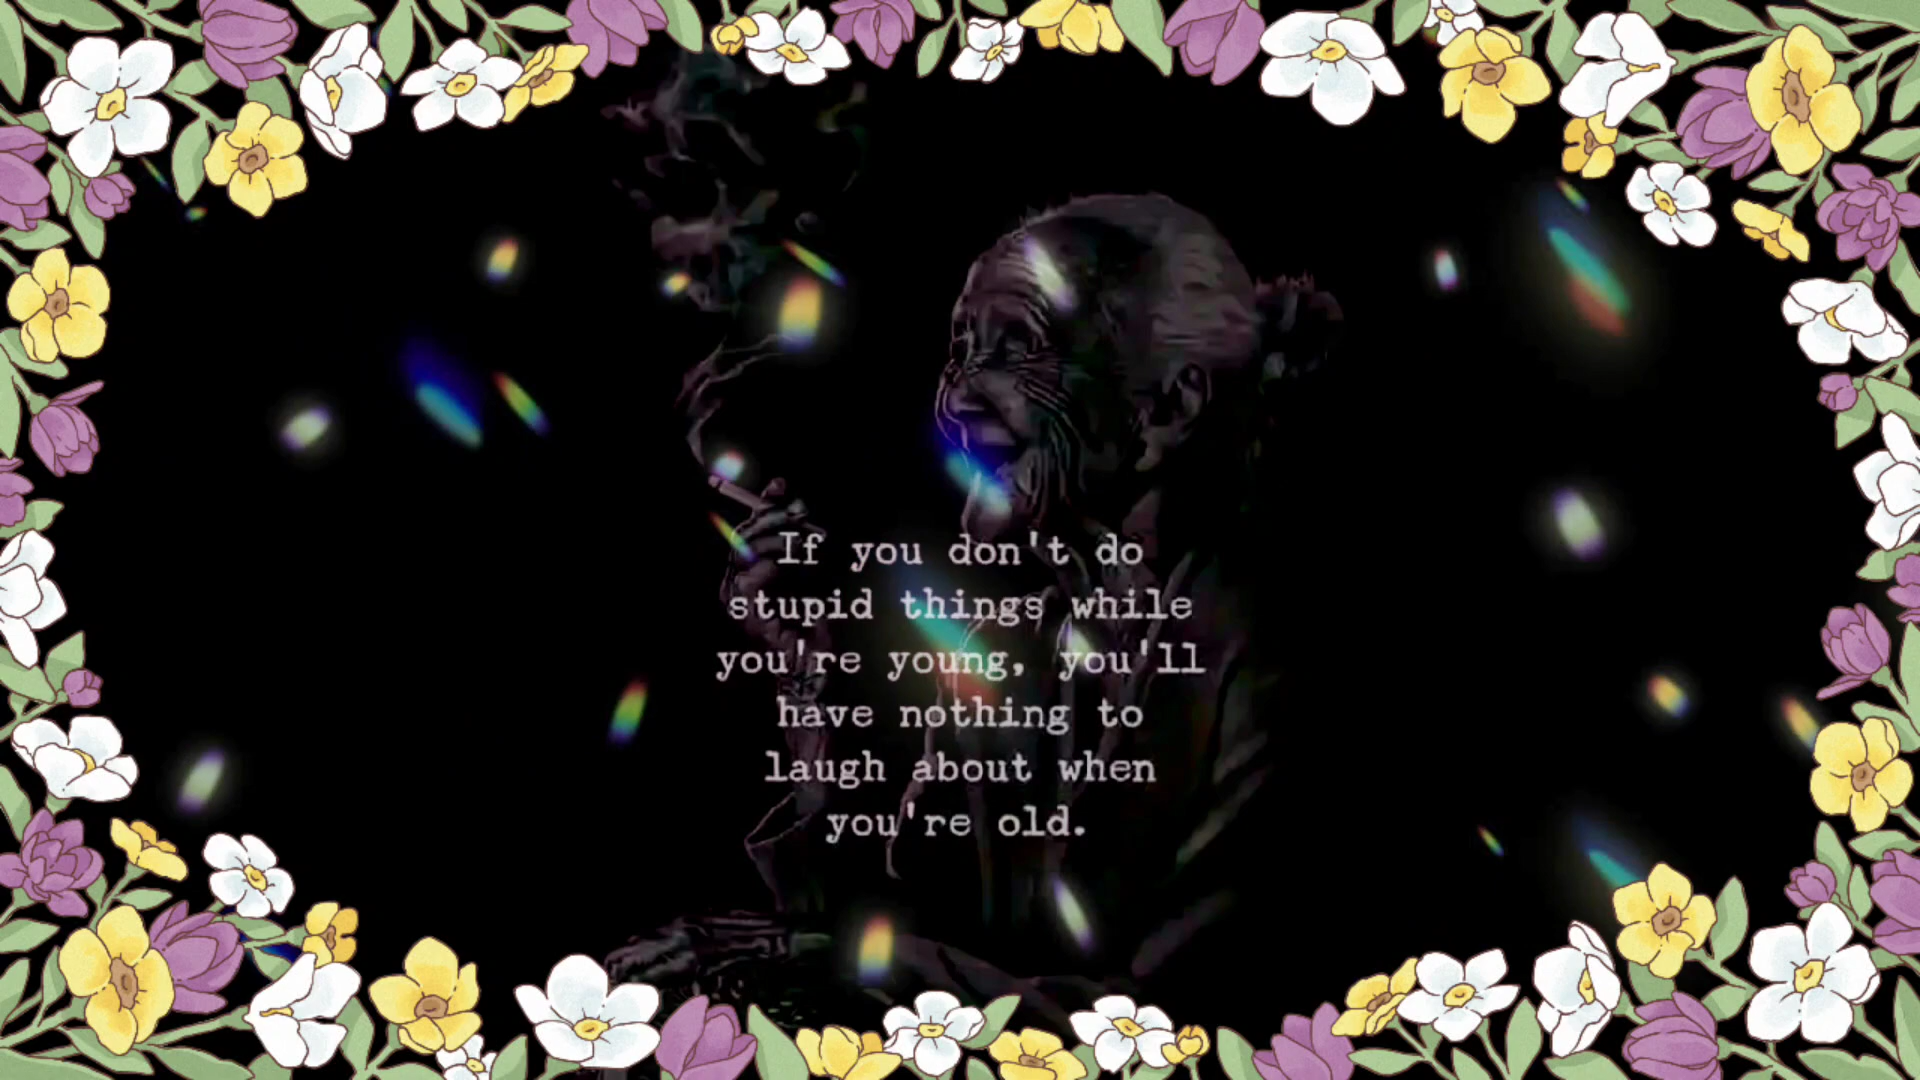 If you don't do
stupid things while
you're young, you'll
have nothing to
laugh about when
you're old.